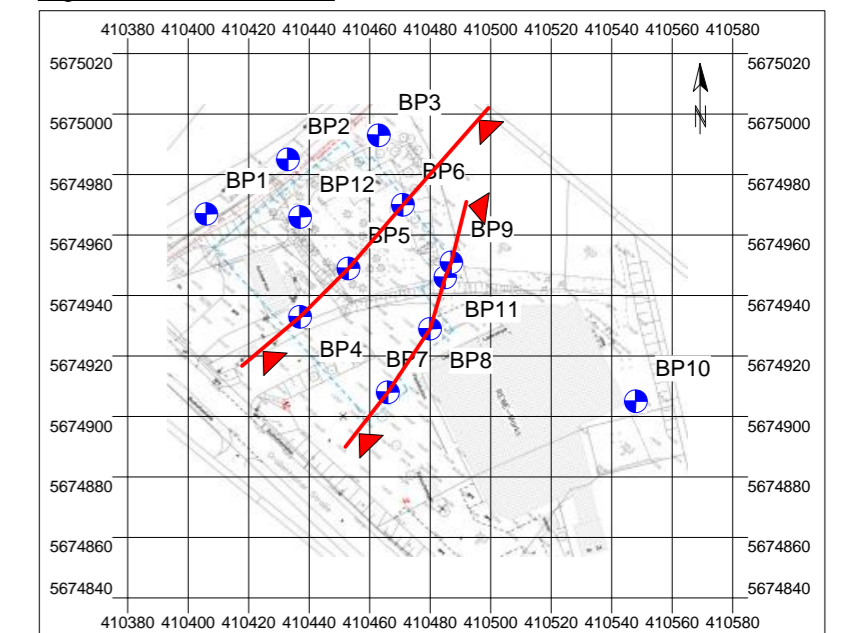 410380 410400 410420 410440 410460 410480 410500 410520 410540 410560 410580
5675020 5675020
N
BP3
5675000 5675000
BP2
BP6
5674980 5674980
BP1 BP12
BP9
5674960 5674960
BP5
5674940 5674940
BP11
5674920 5674920
BP4 BP7 BP8 BP10
5674900 5674900
REWE-Markt
5674880 5674880
5674860 5674860
5674840 5674840
410380 410400 410420 410440 410460 410480 410500 410520 410540 410560 410580